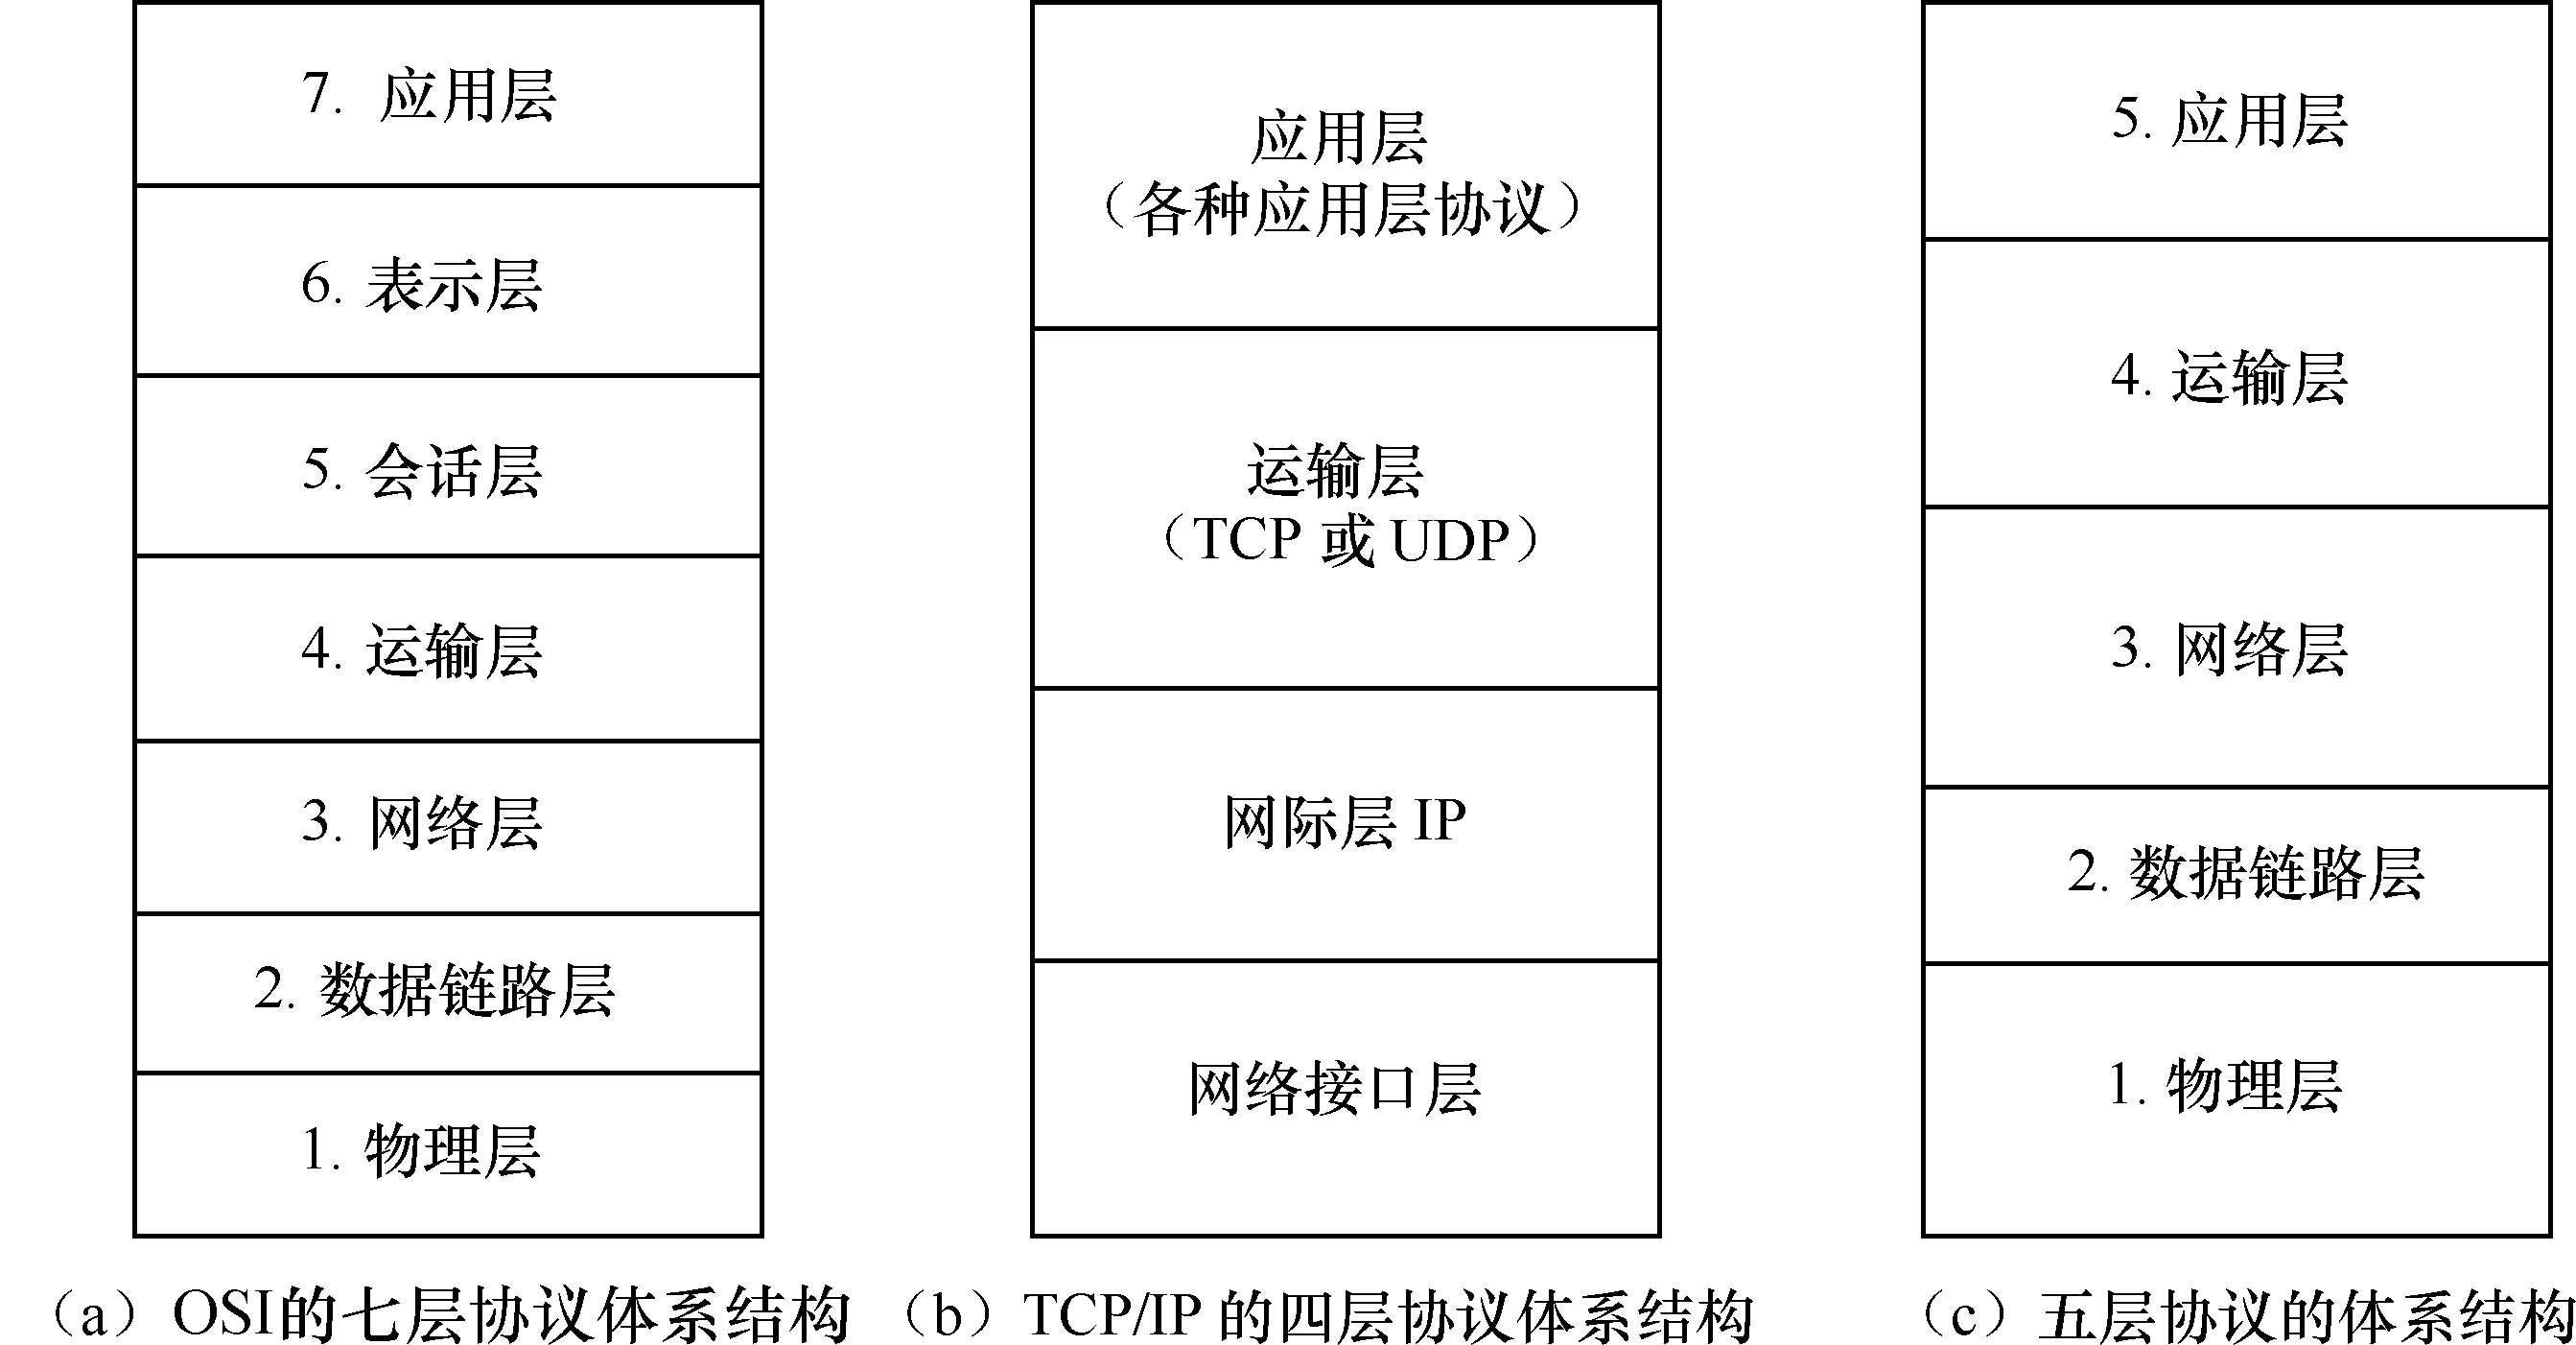 7. 应用层
6. 表示层
5. 会话层
4. 运输层
3. 网络层
2. 数据链路层
1. 物理层
(a) OSI的七层协议体系结构
应用层
(各种应用层协议)
运输层
(TCP 或 UDP)
网际层 IP
网络接口层
(b) TCP/IP 的四层协议体系结构
5. 应用层
4. 运输层
3. 网络层
2. 数据链路层
1. 物理层
(c) 五层协议的体系结构